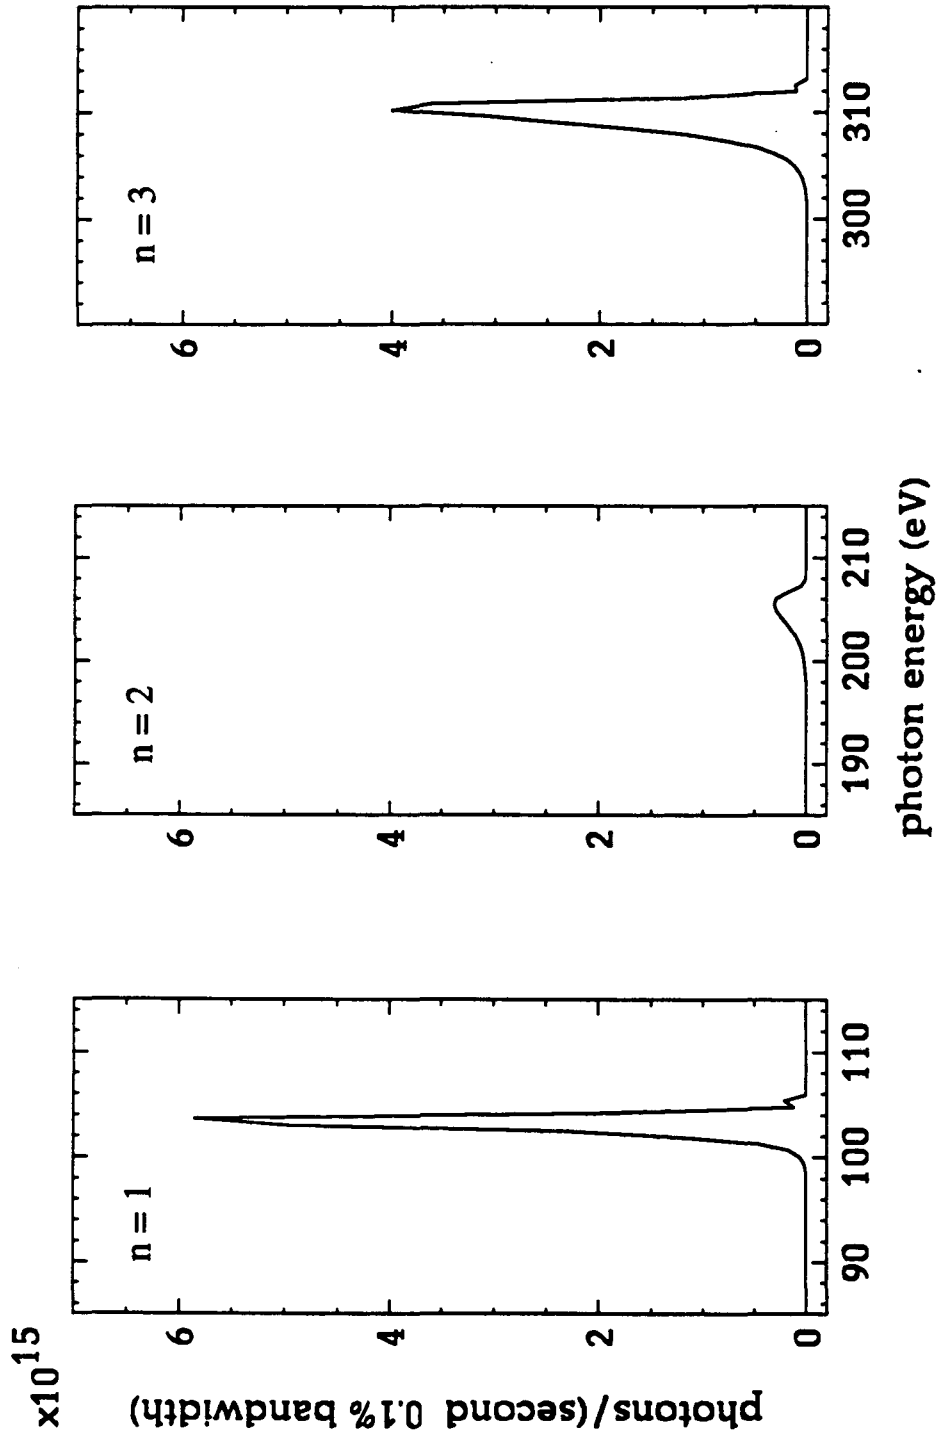 x10^15
photons/(second 0.1% bandwidth)
n = 1
6
4
2
0
90 100 110
n = 2
6
4
2
0
190 200 210
n = 3
6
4
2
0
300 310
photon energy (eV)